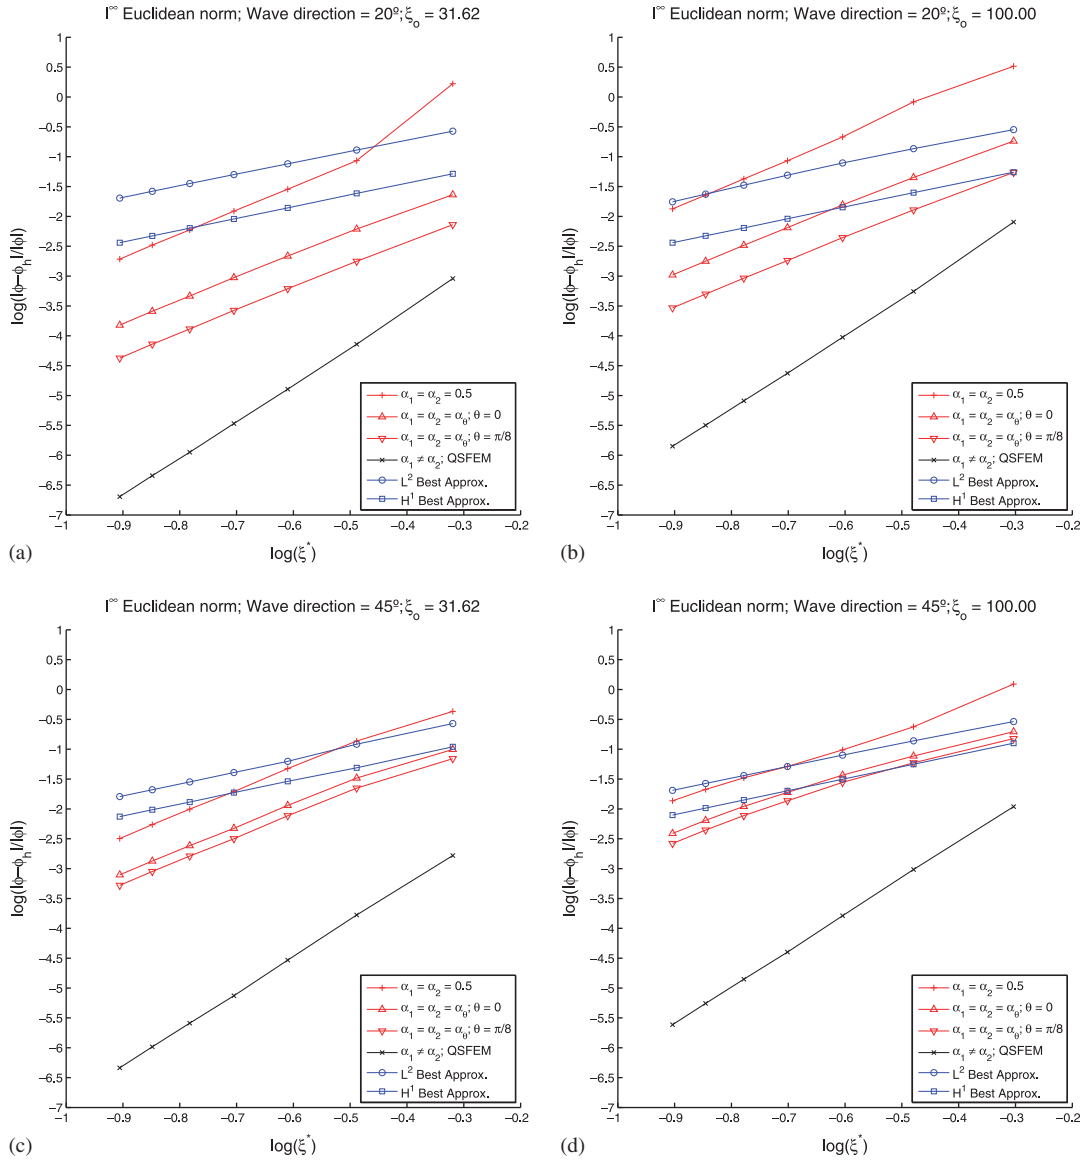 l∞ Euclidean norm; Wave direction = 20º;ξo = 31.62
1
0.5
0
−0.5
−1
−1.5
−2
−2.5
−3
−3.5
−4
−4.5
−5
−5.5
−6
−6.5
−7
log(|ϕ−ϕh|/|ϕ|)
α1 = α2 = 0.5
α1 = α2 = αθ; θ = 0
α1 = α2 = αθ; θ = π/8
α1 ≠ α2; QSFEM
L2 Best Approx.
H1 Best Approx.
−1 −0.9 −0.8 −0.7 −0.6 −0.5 −0.4 −0.3 −0.2
(a) log(ξ*)
l∞ Euclidean norm; Wave direction = 20º;ξo = 100.00
1
0.5
0
−0.5
−1
−1.5
−2
−2.5
−3
−3.5
−4
−4.5
−5
−5.5
−6
−6.5
−7
log(|ϕ−ϕh|/|ϕ|)
α1 = α2 = 0.5
α1 = α2 = αθ; θ = 0
α1 = α2 = αθ; θ = π/8
α1 ≠ α2; QSFEM
L2 Best Approx.
H1 Best Approx.
−1 −0.9 −0.8 −0.7 −0.6 −0.5 −0.4 −0.3 −0.2
(b) log(ξ*)
l∞ Euclidean norm; Wave direction = 45º;ξo = 31.62
1
0.5
0
−0.5
−1
−1.5
−2
−2.5
−3
−3.5
−4
−4.5
−5
−5.5
−6
−6.5
−7
log(|ϕ−ϕh|/|ϕ|)
α1 = α2 = 0.5
α1 = α2 = αθ; θ = 0
α1 = α2 = αθ; θ = π/8
α1 ≠ α2; QSFEM
L2 Best Approx.
H1 Best Approx.
−1 −0.9 −0.8 −0.7 −0.6 −0.5 −0.4 −0.3 −0.2
(c) log(ξ*)
l∞ Euclidean norm; Wave direction = 45º;ξo = 100.00
1
0.5
0
−0.5
−1
−1.5
−2
−2.5
−3
−3.5
−4
−4.5
−5
−5.5
−6
−6.5
−7
log(|ϕ−ϕh|/|ϕ|)
α1 = α2 = 0.5
α1 = α2 = αθ; θ = 0
α1 = α2 = αθ; θ = π/8
α1 ≠ α2; QSFEM
L2 Best Approx.
H1 Best Approx.
−1 −0.9 −0.8 −0.7 −0.6 −0.5 −0.4 −0.3 −0.2
(d) log(ξ*)